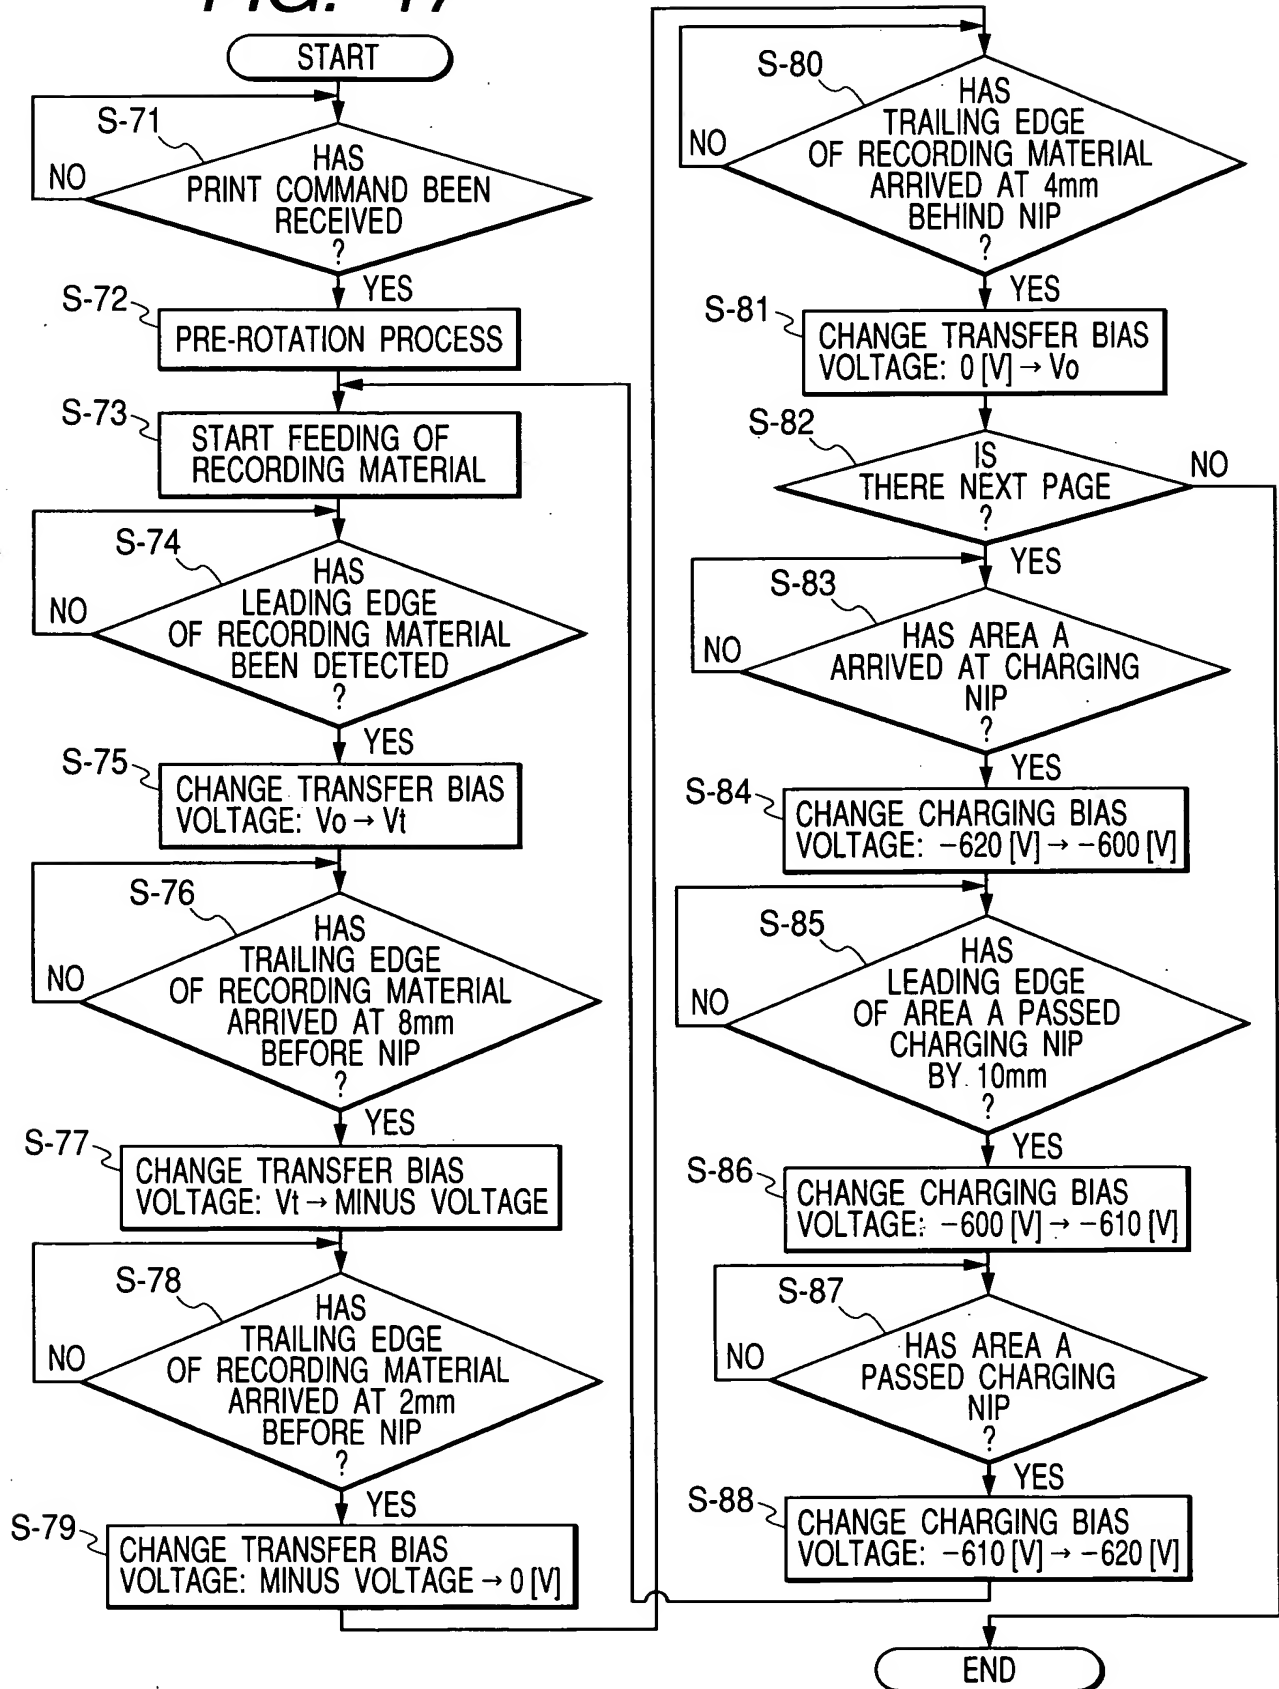 FIG. 17
START
S-71
HAS
PRINT COMMAND BEEN
RECEIVED
?
NO
YES
S-72
PRE-ROTATION PROCESS
S-73
START FEEDING OF
RECORDING MATERIAL
S-74
HAS
LEADING EDGE
OF RECORDING MATERIAL
BEEN DETECTED
?
NO
YES
S-75
CHANGE TRANSFER BIAS
VOLTAGE: Vo → Vt
S-76
HAS
TRAILING EDGE
OF RECORDING MATERIAL
ARRIVED AT 8mm
BEFORE NIP
?
NO
YES
S-77
CHANGE TRANSFER BIAS
VOLTAGE: Vt → MINUS VOLTAGE
S-78
HAS
TRAILING EDGE
OF RECORDING MATERIAL
ARRIVED AT 2mm
BEFORE NIP
?
NO
YES
S-79
CHANGE TRANSFER BIAS
VOLTAGE: MINUS VOLTAGE → 0 [V]
S-80
HAS
TRAILING EDGE
OF RECORDING MATERIAL
ARRIVED AT 4mm
BEHIND NIP
?
NO
YES
S-81
CHANGE TRANSFER BIAS
VOLTAGE: 0 [V] → Vo
S-82
IS
THERE NEXT PAGE
?
NO
YES
S-83
HAS AREA A
ARRIVED AT CHARGING
NIP
?
NO
YES
S-84
CHANGE CHARGING BIAS
VOLTAGE: −620 [V] → −600 [V]
S-85
HAS
LEADING EDGE
OF AREA A PASSED
CHARGING NIP
BY 10mm
?
NO
YES
S-86
CHANGE CHARGING BIAS
VOLTAGE: −600 [V] → −610 [V]
S-87
HAS AREA A
PASSED CHARGING
NIP
?
NO
YES
S-88
CHANGE CHARGING BIAS
VOLTAGE: −610 [V] → −620 [V]
END